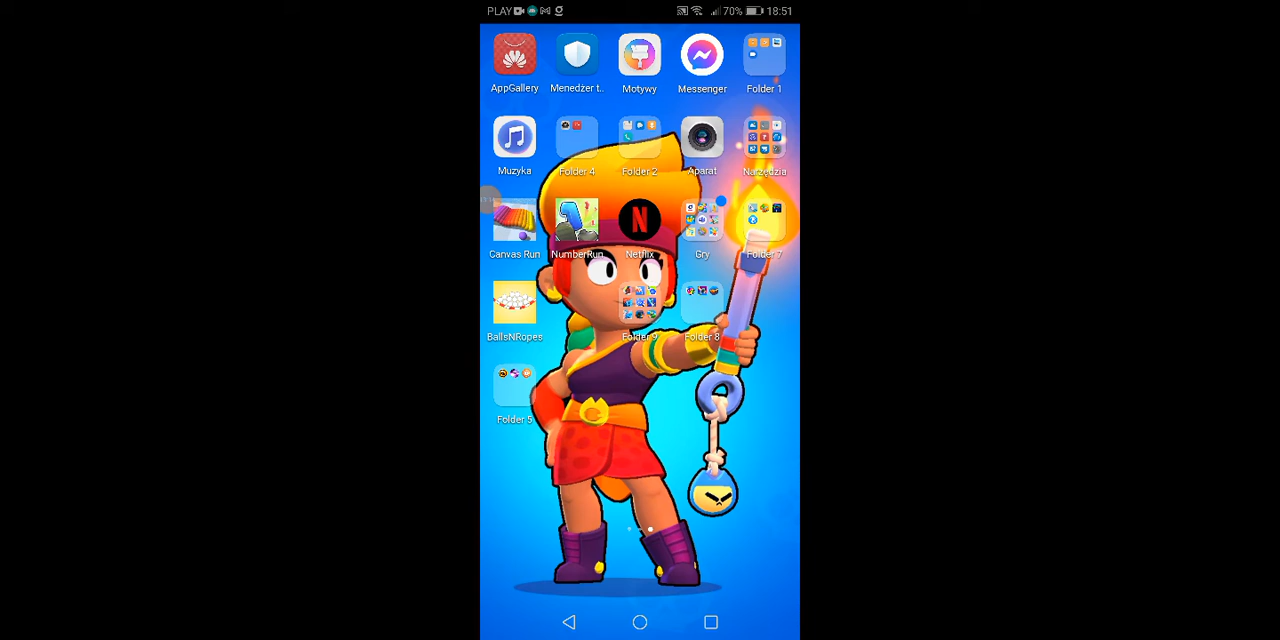 PLAY 70% 18:51
AppGallery Menedżer t.. Motywy Messenger Folder 1
Muzyka Folder 4 Folder 2 Aparat Narzędzia
Canvas Run NumberRun Netflix Gry Folder 7
BallsNRopes Folder 9 Folder 8
Folder 5